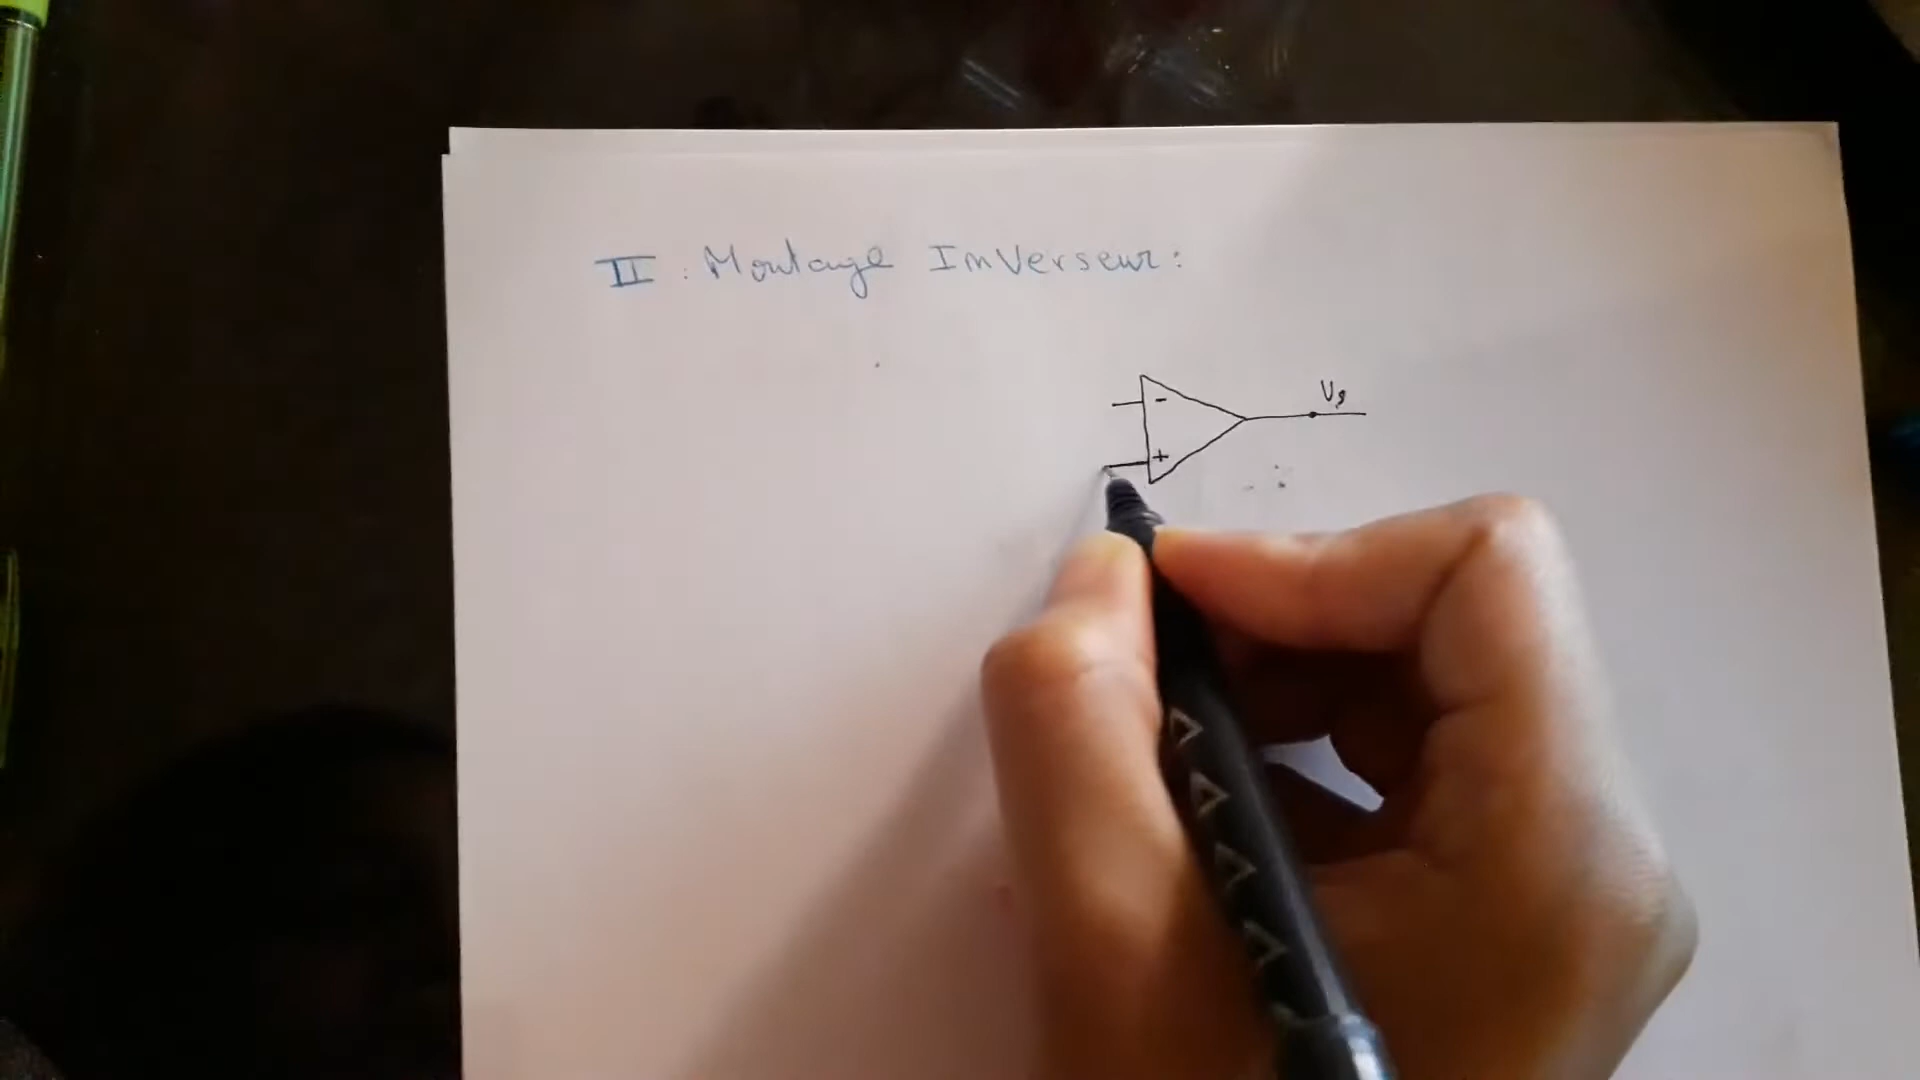 II : Montage InVerseur :
Vs
-
+